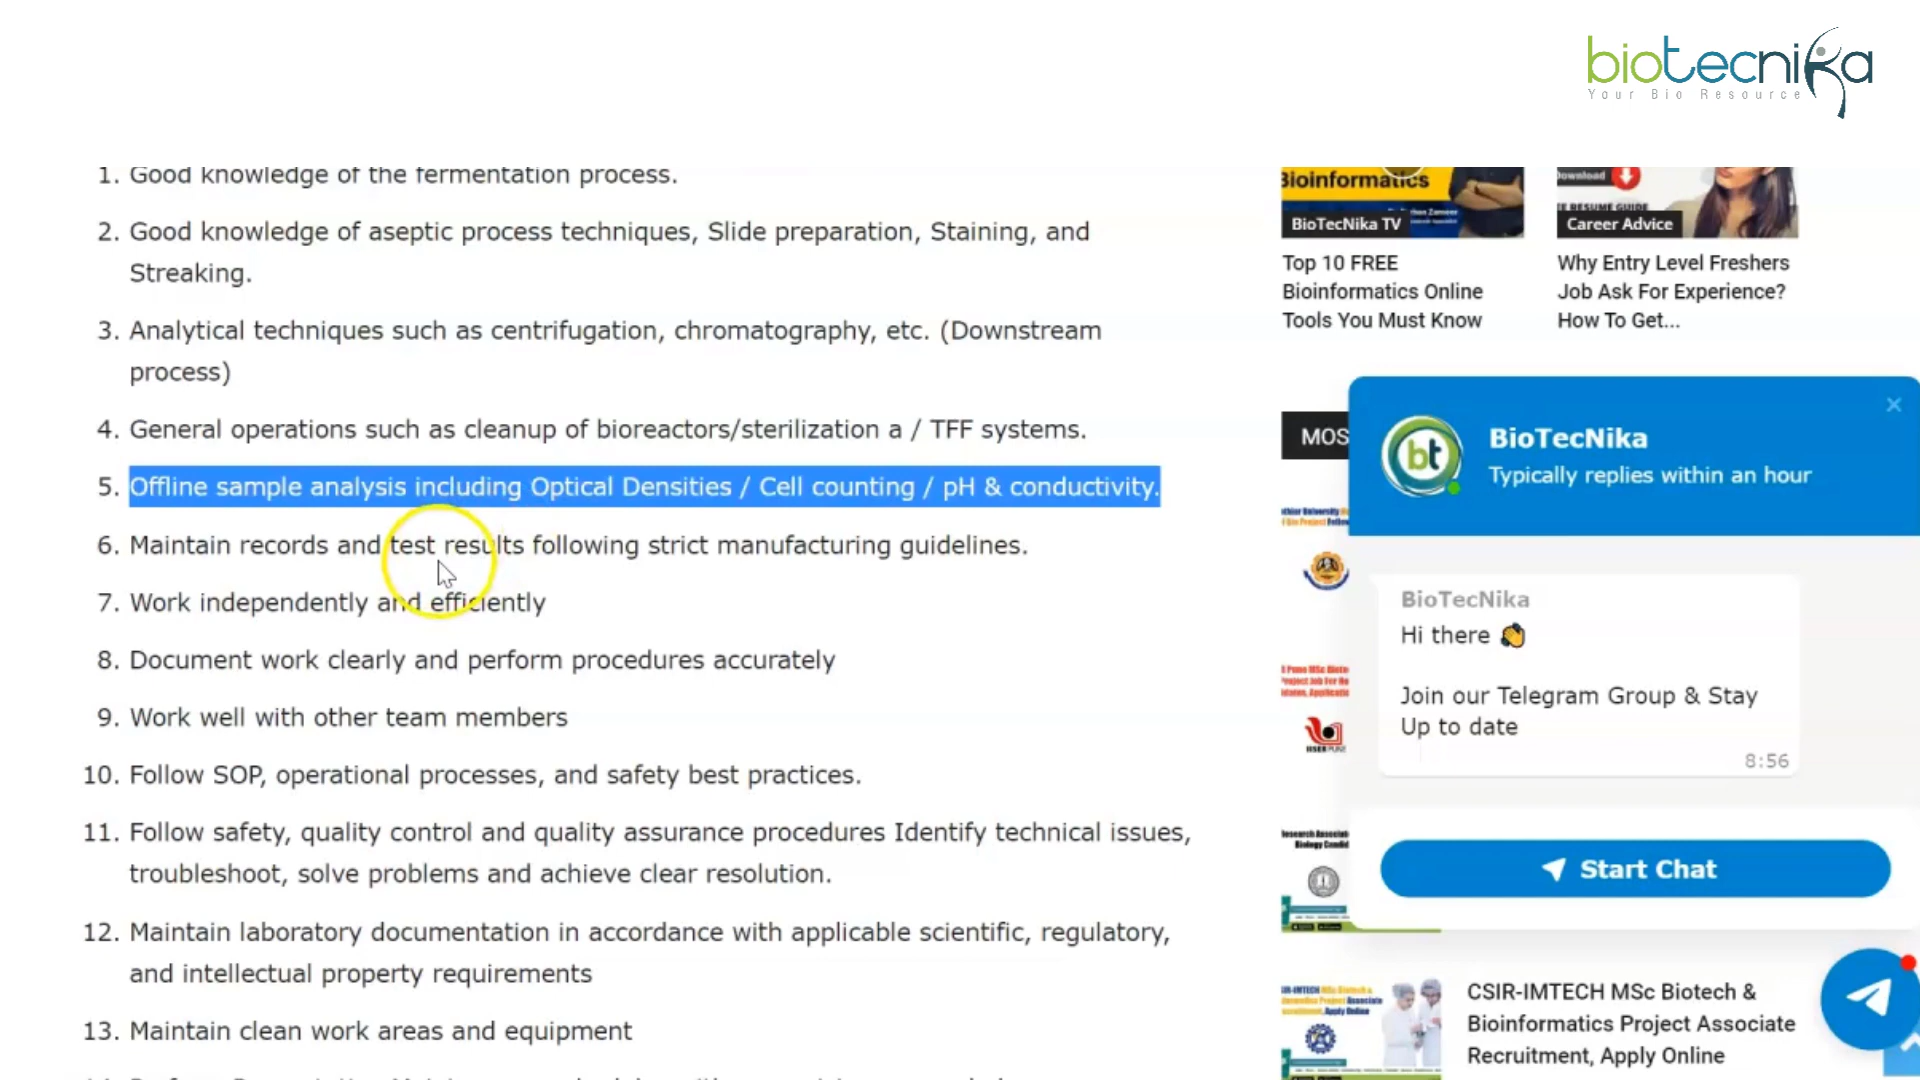 biotecnika
Your Bio Resource
1. Good knowledge of the fermentation process.
2. Good knowledge of aseptic process techniques, Slide preparation, Staining, and
Streaking.
3. Analytical techniques such as centrifugation, chromatography, etc. (Downstream
process)
4. General operations such as cleanup of bioreactors/sterilization a / TFF systems.
5. Offline sample analysis including Optical Densities / Cell counting / pH & conductivity.
6. Maintain records and test results following strict manufacturing guidelines.
7. Work independently and efficiently
8. Document work clearly and perform procedures accurately
9. Work well with other team members
10. Follow SOP, operational processes, and safety best practices.
11. Follow safety, quality control and quality assurance procedures Identify technical issues,
troubleshoot, solve problems and achieve clear resolution.
12. Maintain laboratory documentation in accordance with applicable scientific, regulatory,
and intellectual property requirements
13. Maintain clean work areas and equipment
Bioinformatics
BioTecNika TV
Top 10 FREE
Bioinformatics Online
Tools You Must Know
Download
RESUME GUIDE
Career Advice
Why Entry Level Freshers
Job Ask For Experience?
How To Get...
MOS
bt
BioTecNika
Typically replies within an hour
×
BioTecNika
Hi there
Join our Telegram Group & Stay
Up to date
8:56
Start Chat
CSIR-IMTECH MSc Biotech &
Bioinformatics Project Associate
Recruitment, Apply Online